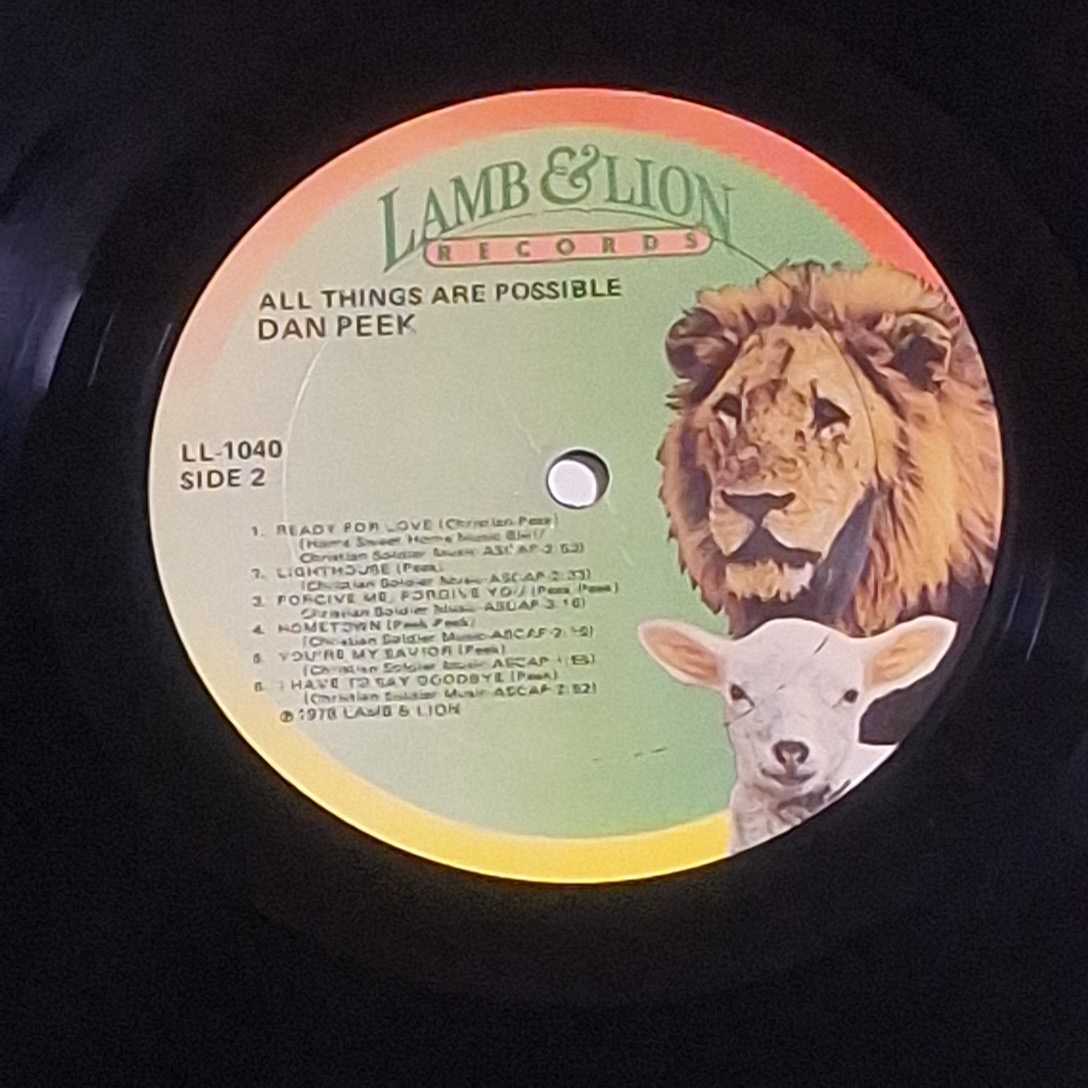 LAMB & LION
RECORDS
ALL THINGS ARE POSSIBLE
DAN PEEK
LL-1040
SIDE 2
1. READY FOR LOVE (Christian-Peek)
(Home Sweet Home Music
Christian Soldier Music-ASCAP
2. LIGHTHOUSE (Peek)
(Christian Soldier Music-ASCAP-2:33)
3. FORGIVE ME, FORGIVE YOU (Peek-Peek)
Christian Soldier Music-ASCAP-3:16)
4. HOMETOWN (Peek-Peek)
(Christian Soldier Music-ASCAP
5. YOU'RE MY SAVIOR (Peek)
(Christian Soldier Music-ASCAP
6. I HAVE TO SAY GOODBYE (Peek)
(Christian Soldier Music-ASCAP-2:52)
℗ 1978 LAMB & LION